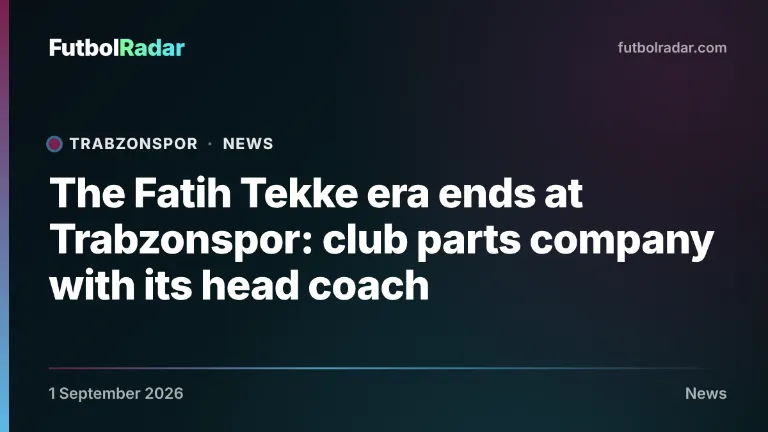 FutbolRadar
futbolradar.com
TRABZONSPOR · NEWS
The Fatih Tekke era ends at
Trabzonspor: club parts company
with its head coach
1 September 2026
News